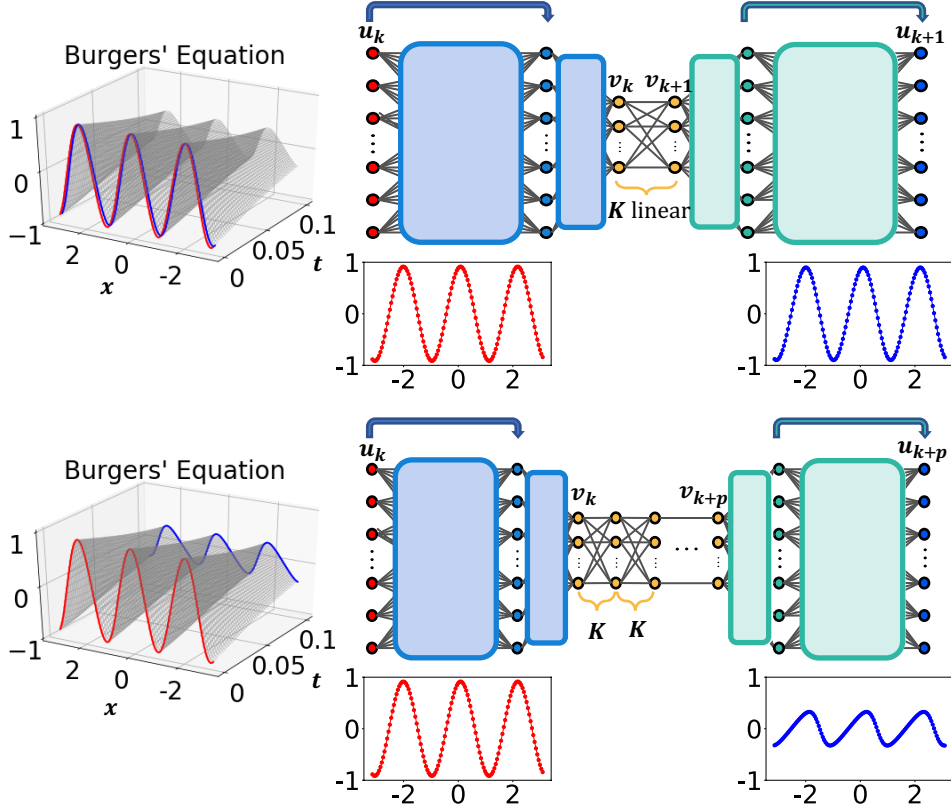 Burgers' Equation
1
0
−1
2
0
-2
x
0
0.05
0.1
t
u_k
v_k
v_{k+1}
u_{k+1}
K linear
1
0
-1
-2 0 2
1
0
-1
-2 0 2
Burgers' Equation
1
0
−1
2
0
-2
x
0
0.05
0.1
t
u_k
v_k
v_{k+p}
u_{k+p}
...
K K
1
0
-1
-2 0 2
1
0
-1
-2 0 2